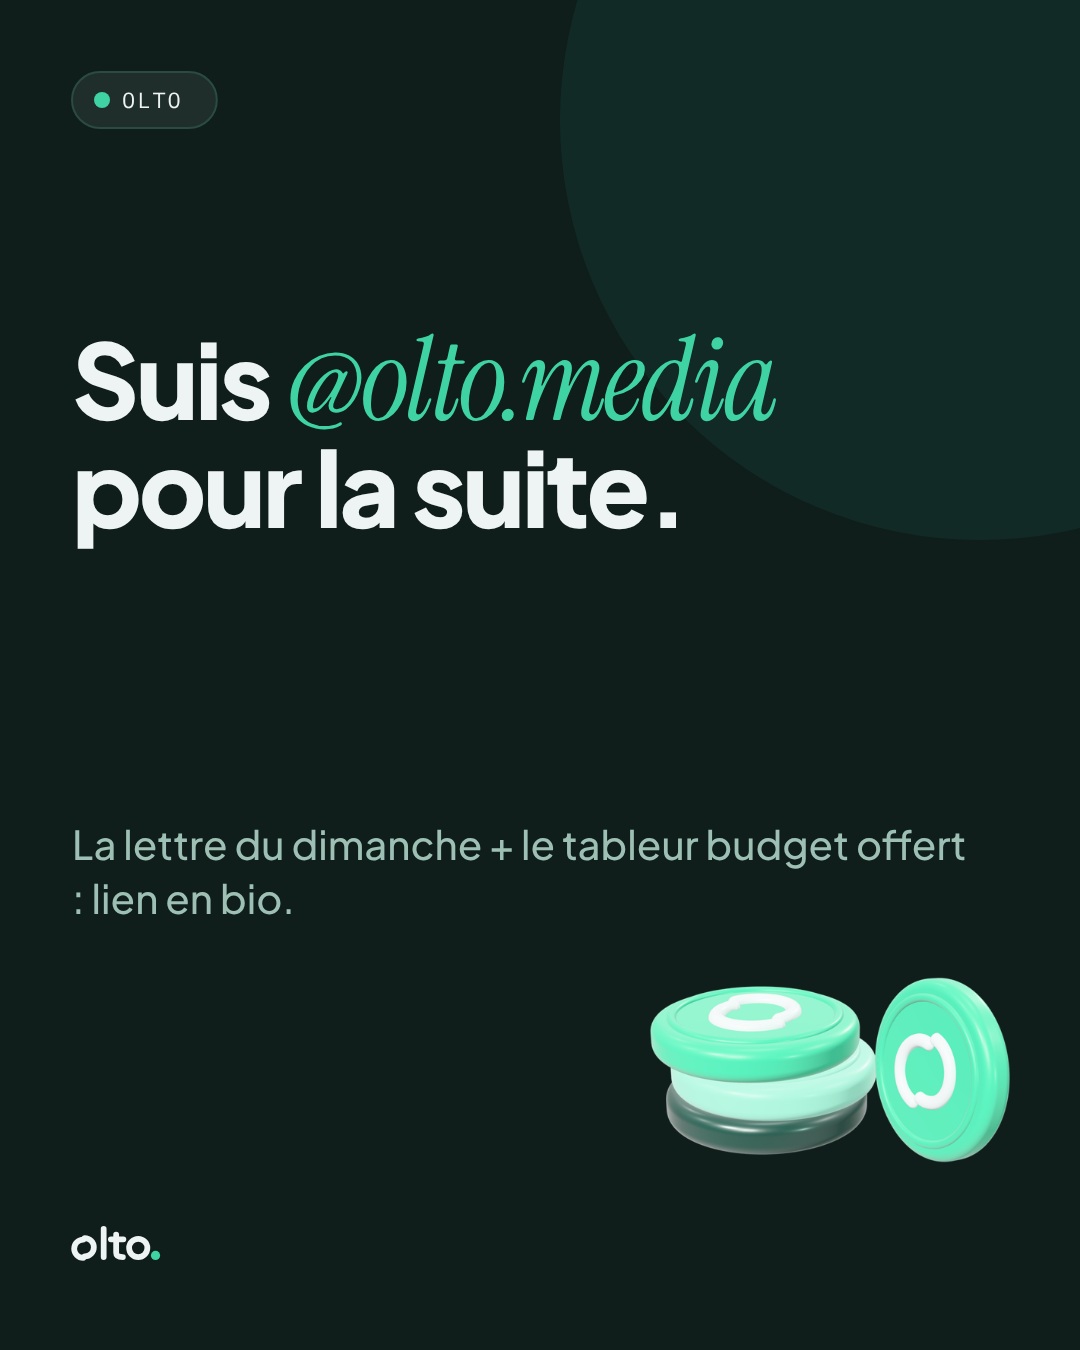 OLTO
Suis @olto.media
pour la suite.
La lettre du dimanche + le tableur budget offert
: lien en bio.
olto.